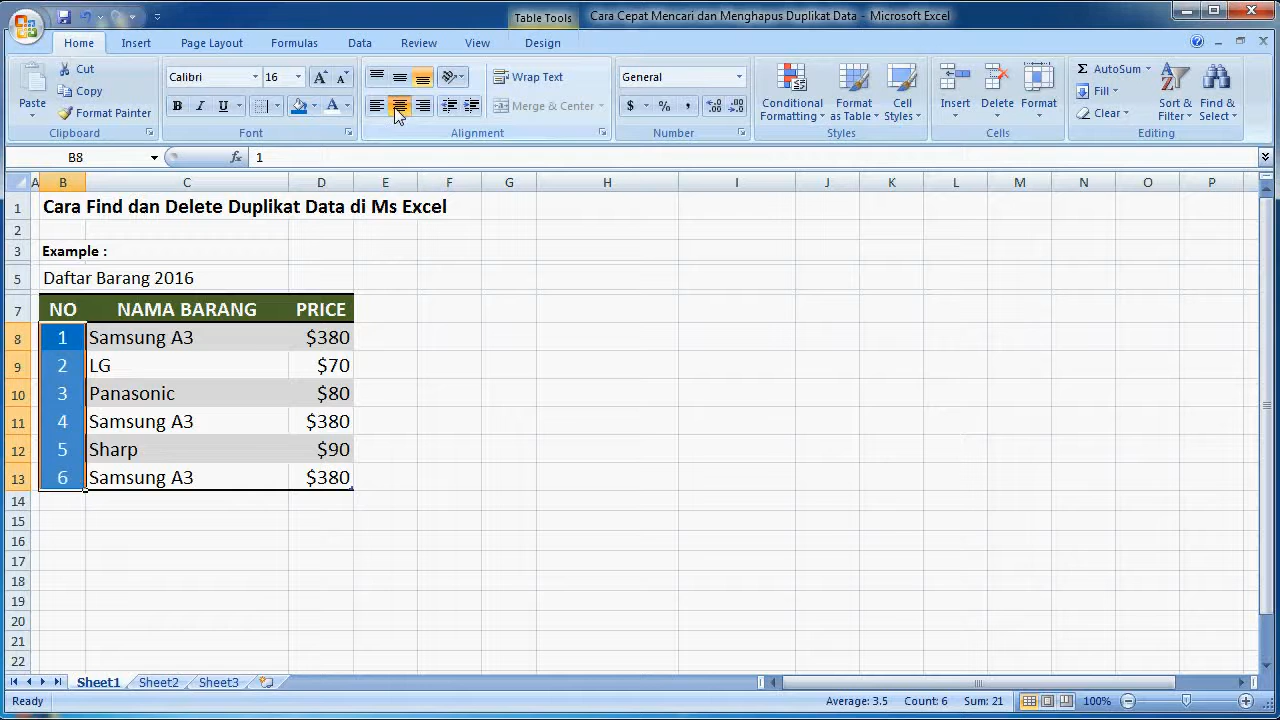 Table Tools
Cara Cepat Mencari dan Menghapus Duplikat Data - Microsoft Excel
Home Insert Page Layout Formulas Data Review View Design
Paste
Cut
Copy
Format Painter
Clipboard
Calibri 16
B I U A
Font
Wrap Text
Merge & Center
Alignment
General
$ % ,
Number
Conditional Formatting
Format as Table
Cell Styles
Styles
Insert Delete Format
Cells
Σ AutoSum
Fill
Clear
Sort & Filter
Find & Select
Editing
B8 fx 1
A B C D E F G H I J K L M N O P
1 Cara Find dan Delete Duplikat Data di Ms Excel
2
3 Example :
5 Daftar Barang 2016
7 NO NAMA BARANG PRICE
8 1 Samsung A3 $380
9 2 LG $70
10 3 Panasonic $80
11 4 Samsung A3 $380
12 5 Sharp $90
13 6 Samsung A3 $380
14
15
16
17
18
19
20
21
22
Sheet1 Sheet2 Sheet3
Ready Average: 3.5 Count: 6 Sum: 21 100%